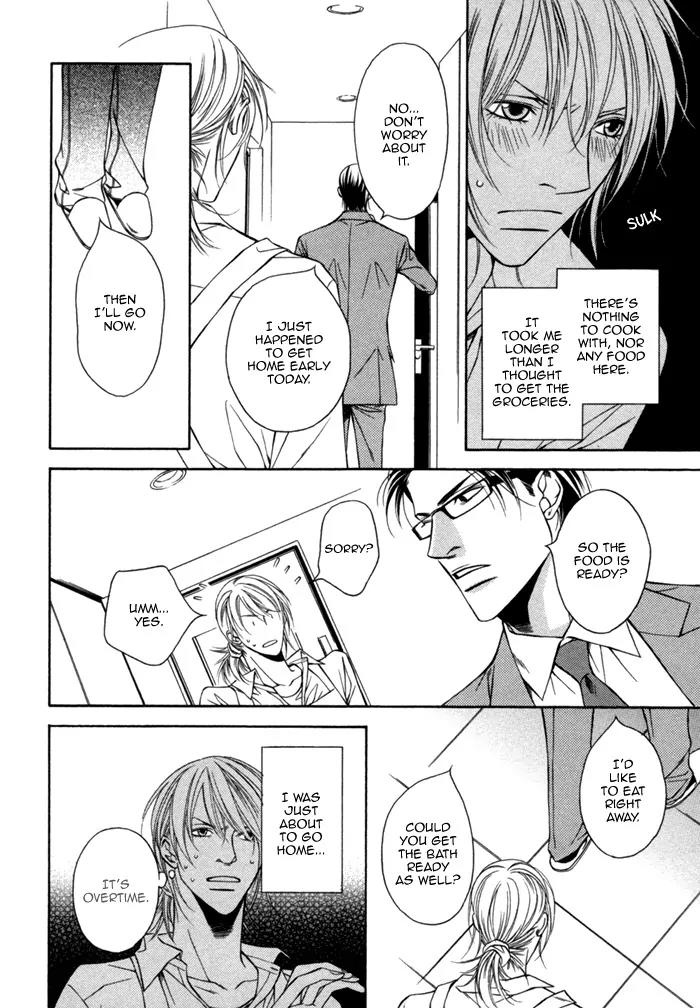 SULK
THERE'S
NOTHING
TO COOK
WITH, NOR
ANY FOOD
HERE.
IT
TOOK ME
LONGER
THAN I
THOUGHT
TO GET THE
GROCERIES.
NO...
DON'T
WORRY
ABOUT
IT.
I JUST
HAPPENED
TO GET
HOME EARLY
TODAY.
THEN
I'LL GO
NOW.
SO THE
FOOD IS
READY?
SORRY?
UMM...
YES.
I'D
LIKE
TO EAT
RIGHT
AWAY.
COULD
YOU GET
THE BATH
READY
AS WELL?
I WAS
JUST
ABOUT
TO GO
HOME...
IT'S
OVERTIME.